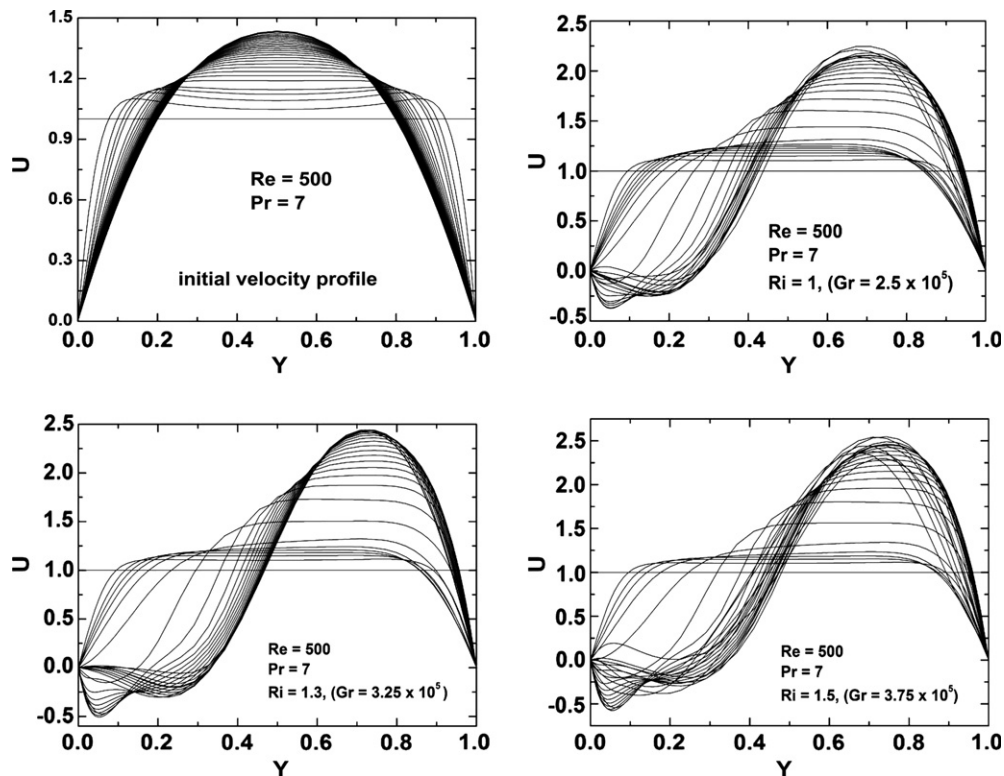 1.5
1.2
0.9
0.6
0.3
0.0
U
Re = 500
Pr = 7
initial velocity profile
0.0 0.2 0.4 0.6 0.8 1.0
Y
2.5
2.0
1.5
1.0
0.5
0.0
-0.5
U
Re = 500
Pr = 7
Ri = 1, (Gr = 2.5 x 10⁵)
0.0 0.2 0.4 0.6 0.8 1.0
Y
2.5
2.0
1.5
1.0
0.5
0.0
-0.5
U
Re = 500
Pr = 7
Ri = 1.3, (Gr = 3.25 x 10⁵)
0.0 0.2 0.4 0.6 0.8 1.0
Y
2.5
2.0
1.5
1.0
0.5
0.0
-0.5
U
Re = 500
Pr = 7
Ri = 1.5, (Gr = 3.75 x 10⁵)
0.0 0.2 0.4 0.6 0.8 1.0
Y